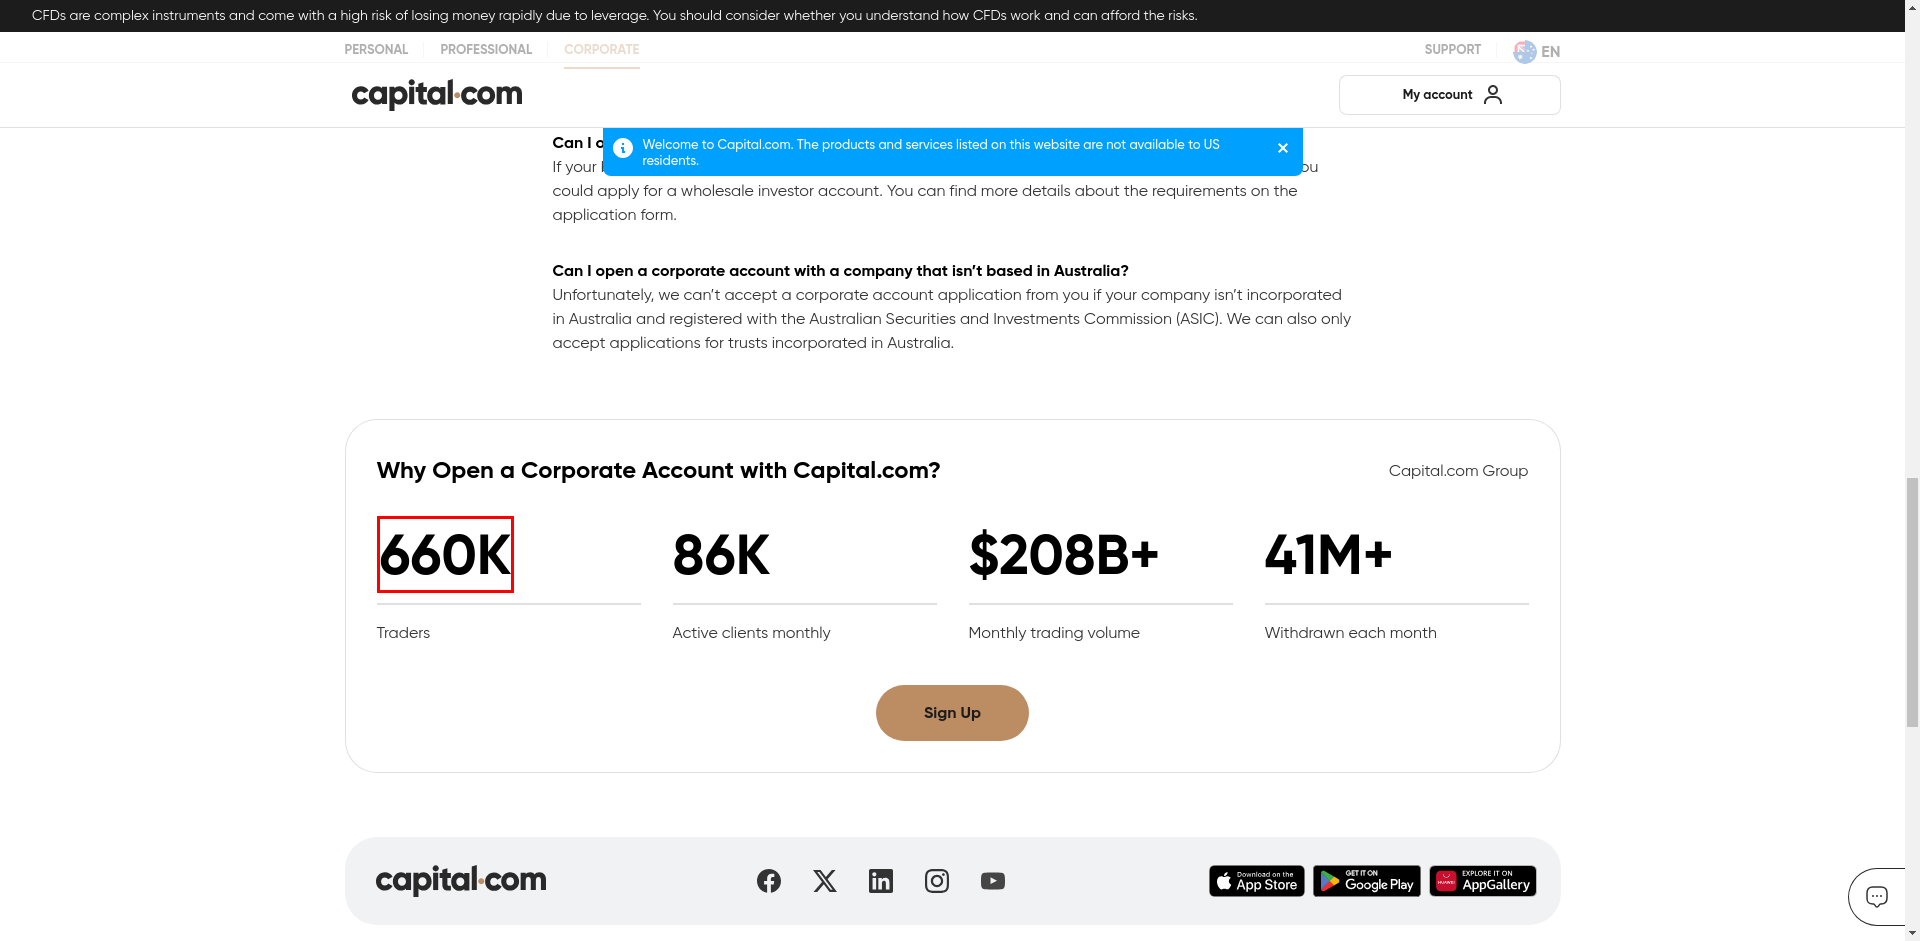 CFDs are complex instruments and come with a high risk of losing money rapidly due to leverage. You should consider whether you understand how CFDs work and can afford the risks.
PERSONAL
PROFESSIONAL
CORPORATE
SUPPORT
EN
capital.com
My account
Can I o
Welcome to Capital.com. The products and services listed on this website are not available to US
residents.
If your
could apply for a wholesale investor account. You can find more details about the requirements on the
application form.
Can I open a corporate account with a company that isn’t based in Australia?
Unfortunately, we can’t accept a corporate account application from you if your company isn’t incorporated
in Australia and registered with the Australian Securities and Investments Commission (ASIC). We can also only
accept applications for trusts incorporated in Australia.
Why Open a Corporate Account with Capital.com?
Capital.com Group
660K
86K
$208B+
41M+
Traders
Active clients monthly
Monthly trading volume
Withdrawn each month
Sign Up
capital.com
Download on the
App Store
GET IT ON
Google Play
HUAWEI
EXPLORE IT ON
AppGallery